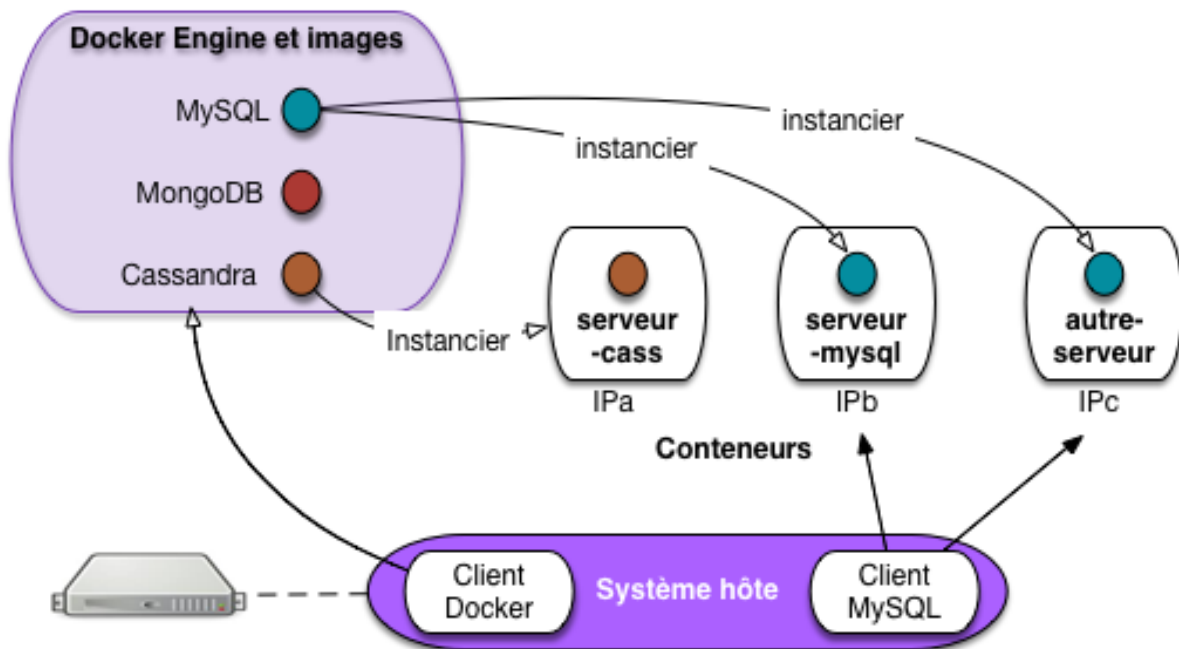 Docker Engine et images
MySQL
instancier
instancier
MongoDB
Cassandra
Instancier
serveur
-cass
serveur
-mysql
autre-
serveur
IPa
IPb
IPc
Conteneurs
Client
Docker
Système hôte
Client
MySQL